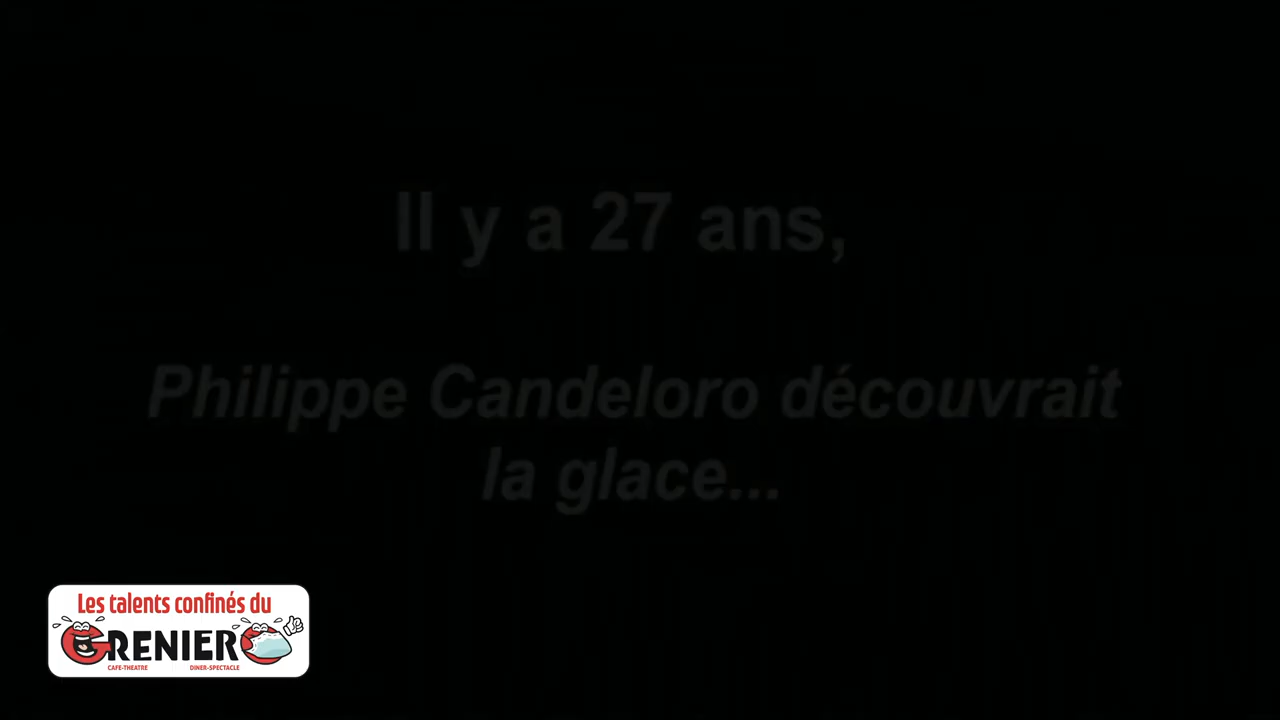 Il y a 27 ans,
Philippe Candeloro découvrait
la glace...
Les talents confinés du
GRENIER
CAFE-THEATRE DINER-SPECTACLE